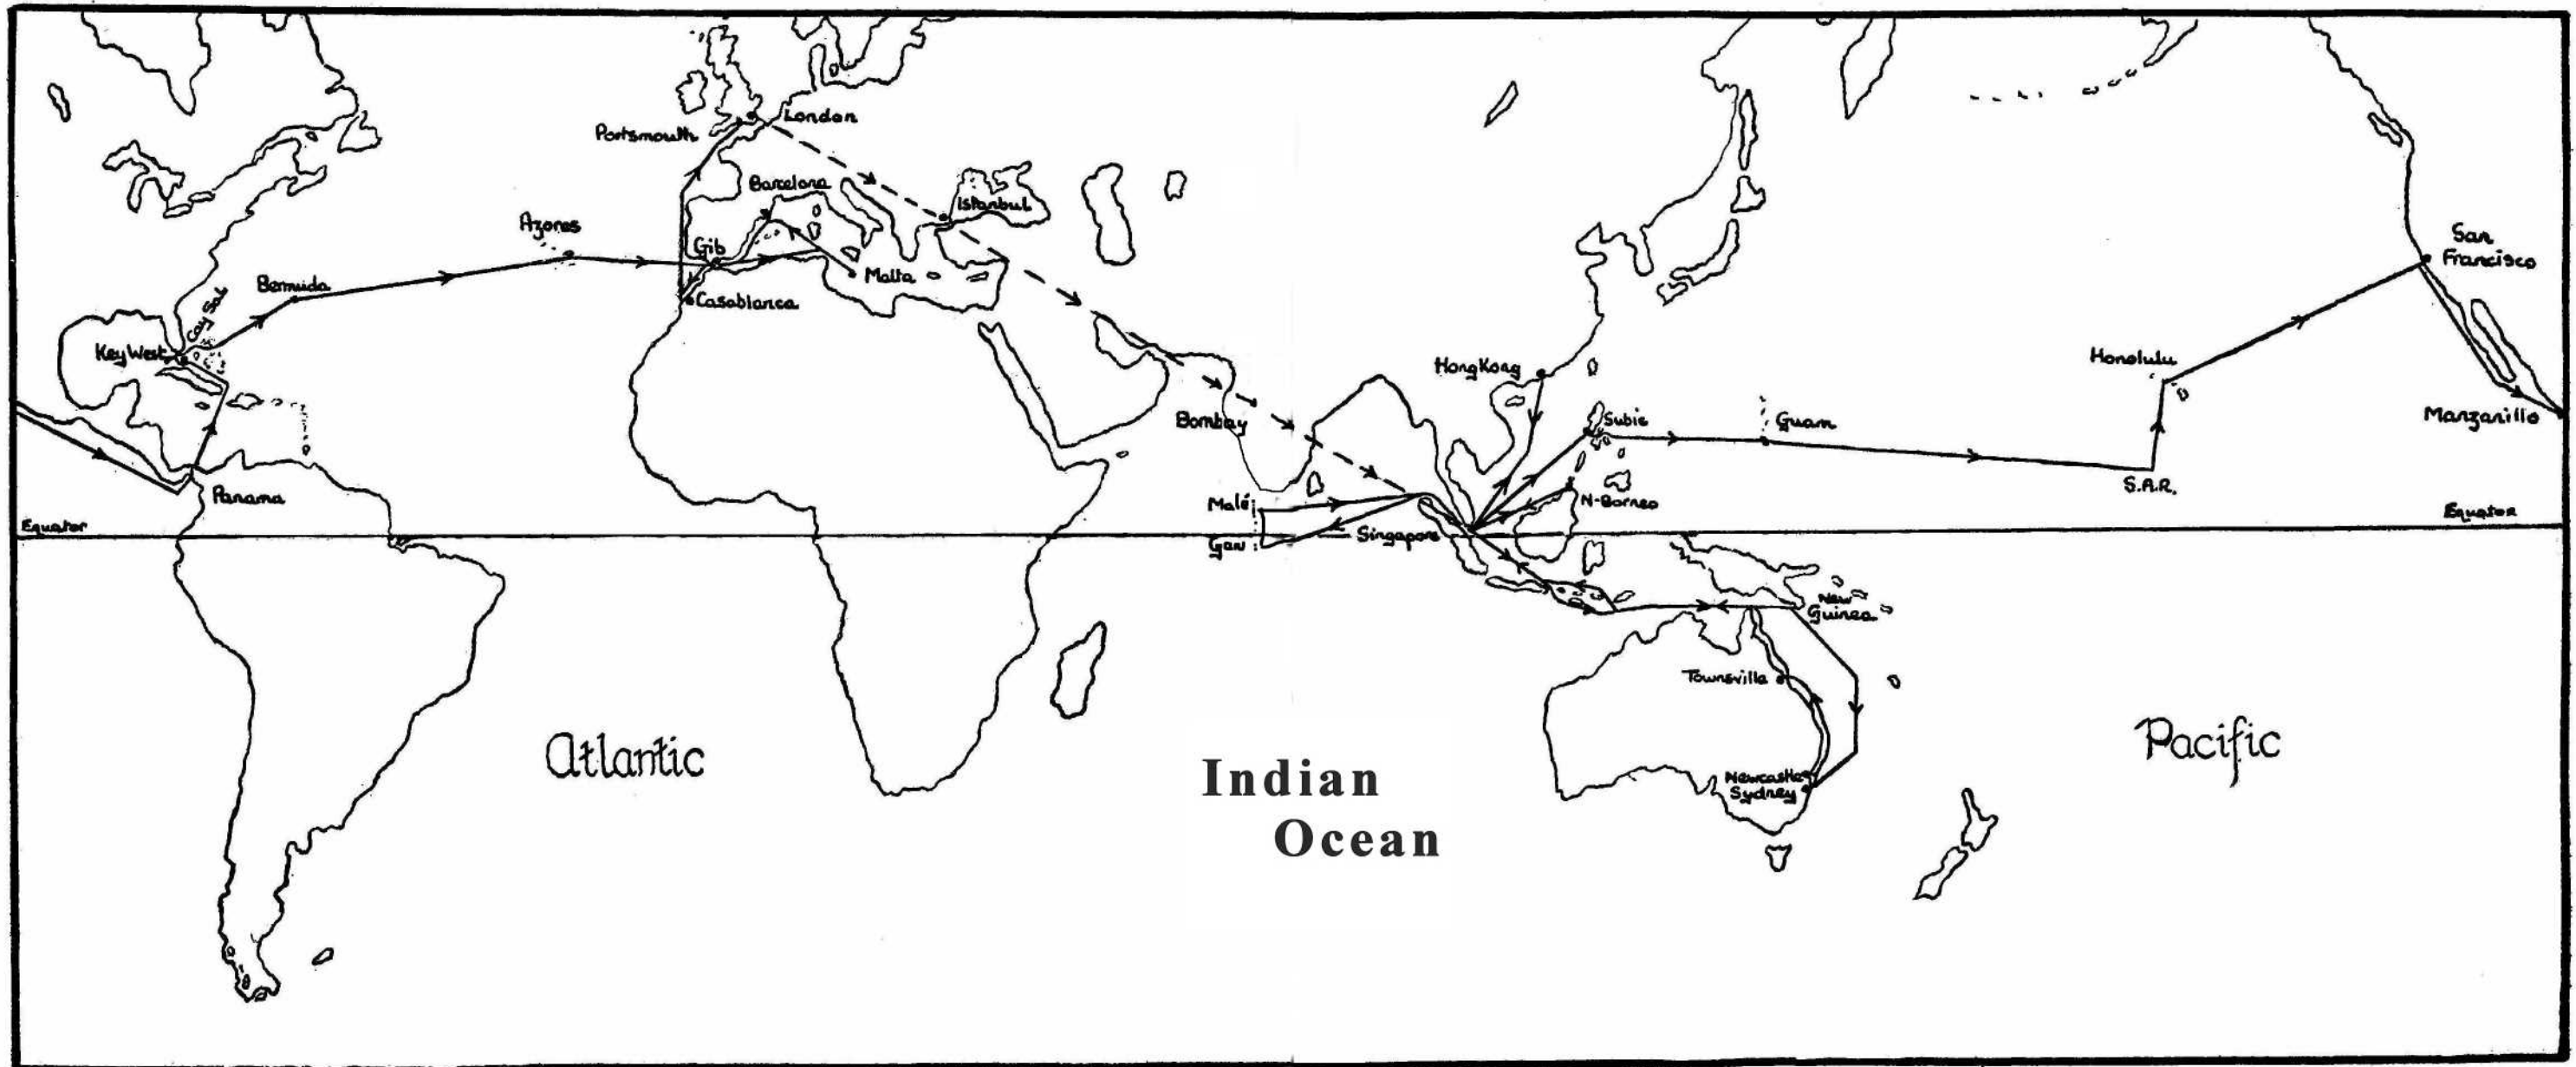 London
Portsmouth
Barcelona
Istanbul
Azores
Gib
San
Francisco
Bermuda
Malta
Casablanca
Cay Sal
Key West
Hong Kong
Honolulu
Bombay
Subic
Guam
Manzanillo
S.A.R.
Panama
Malé
N-Borneo
Equator
Equator
Singapore
Gan
New
Guinea
Townsville
Atlantic
Pacific
Indian
Ocean
Newcastle
Sydney